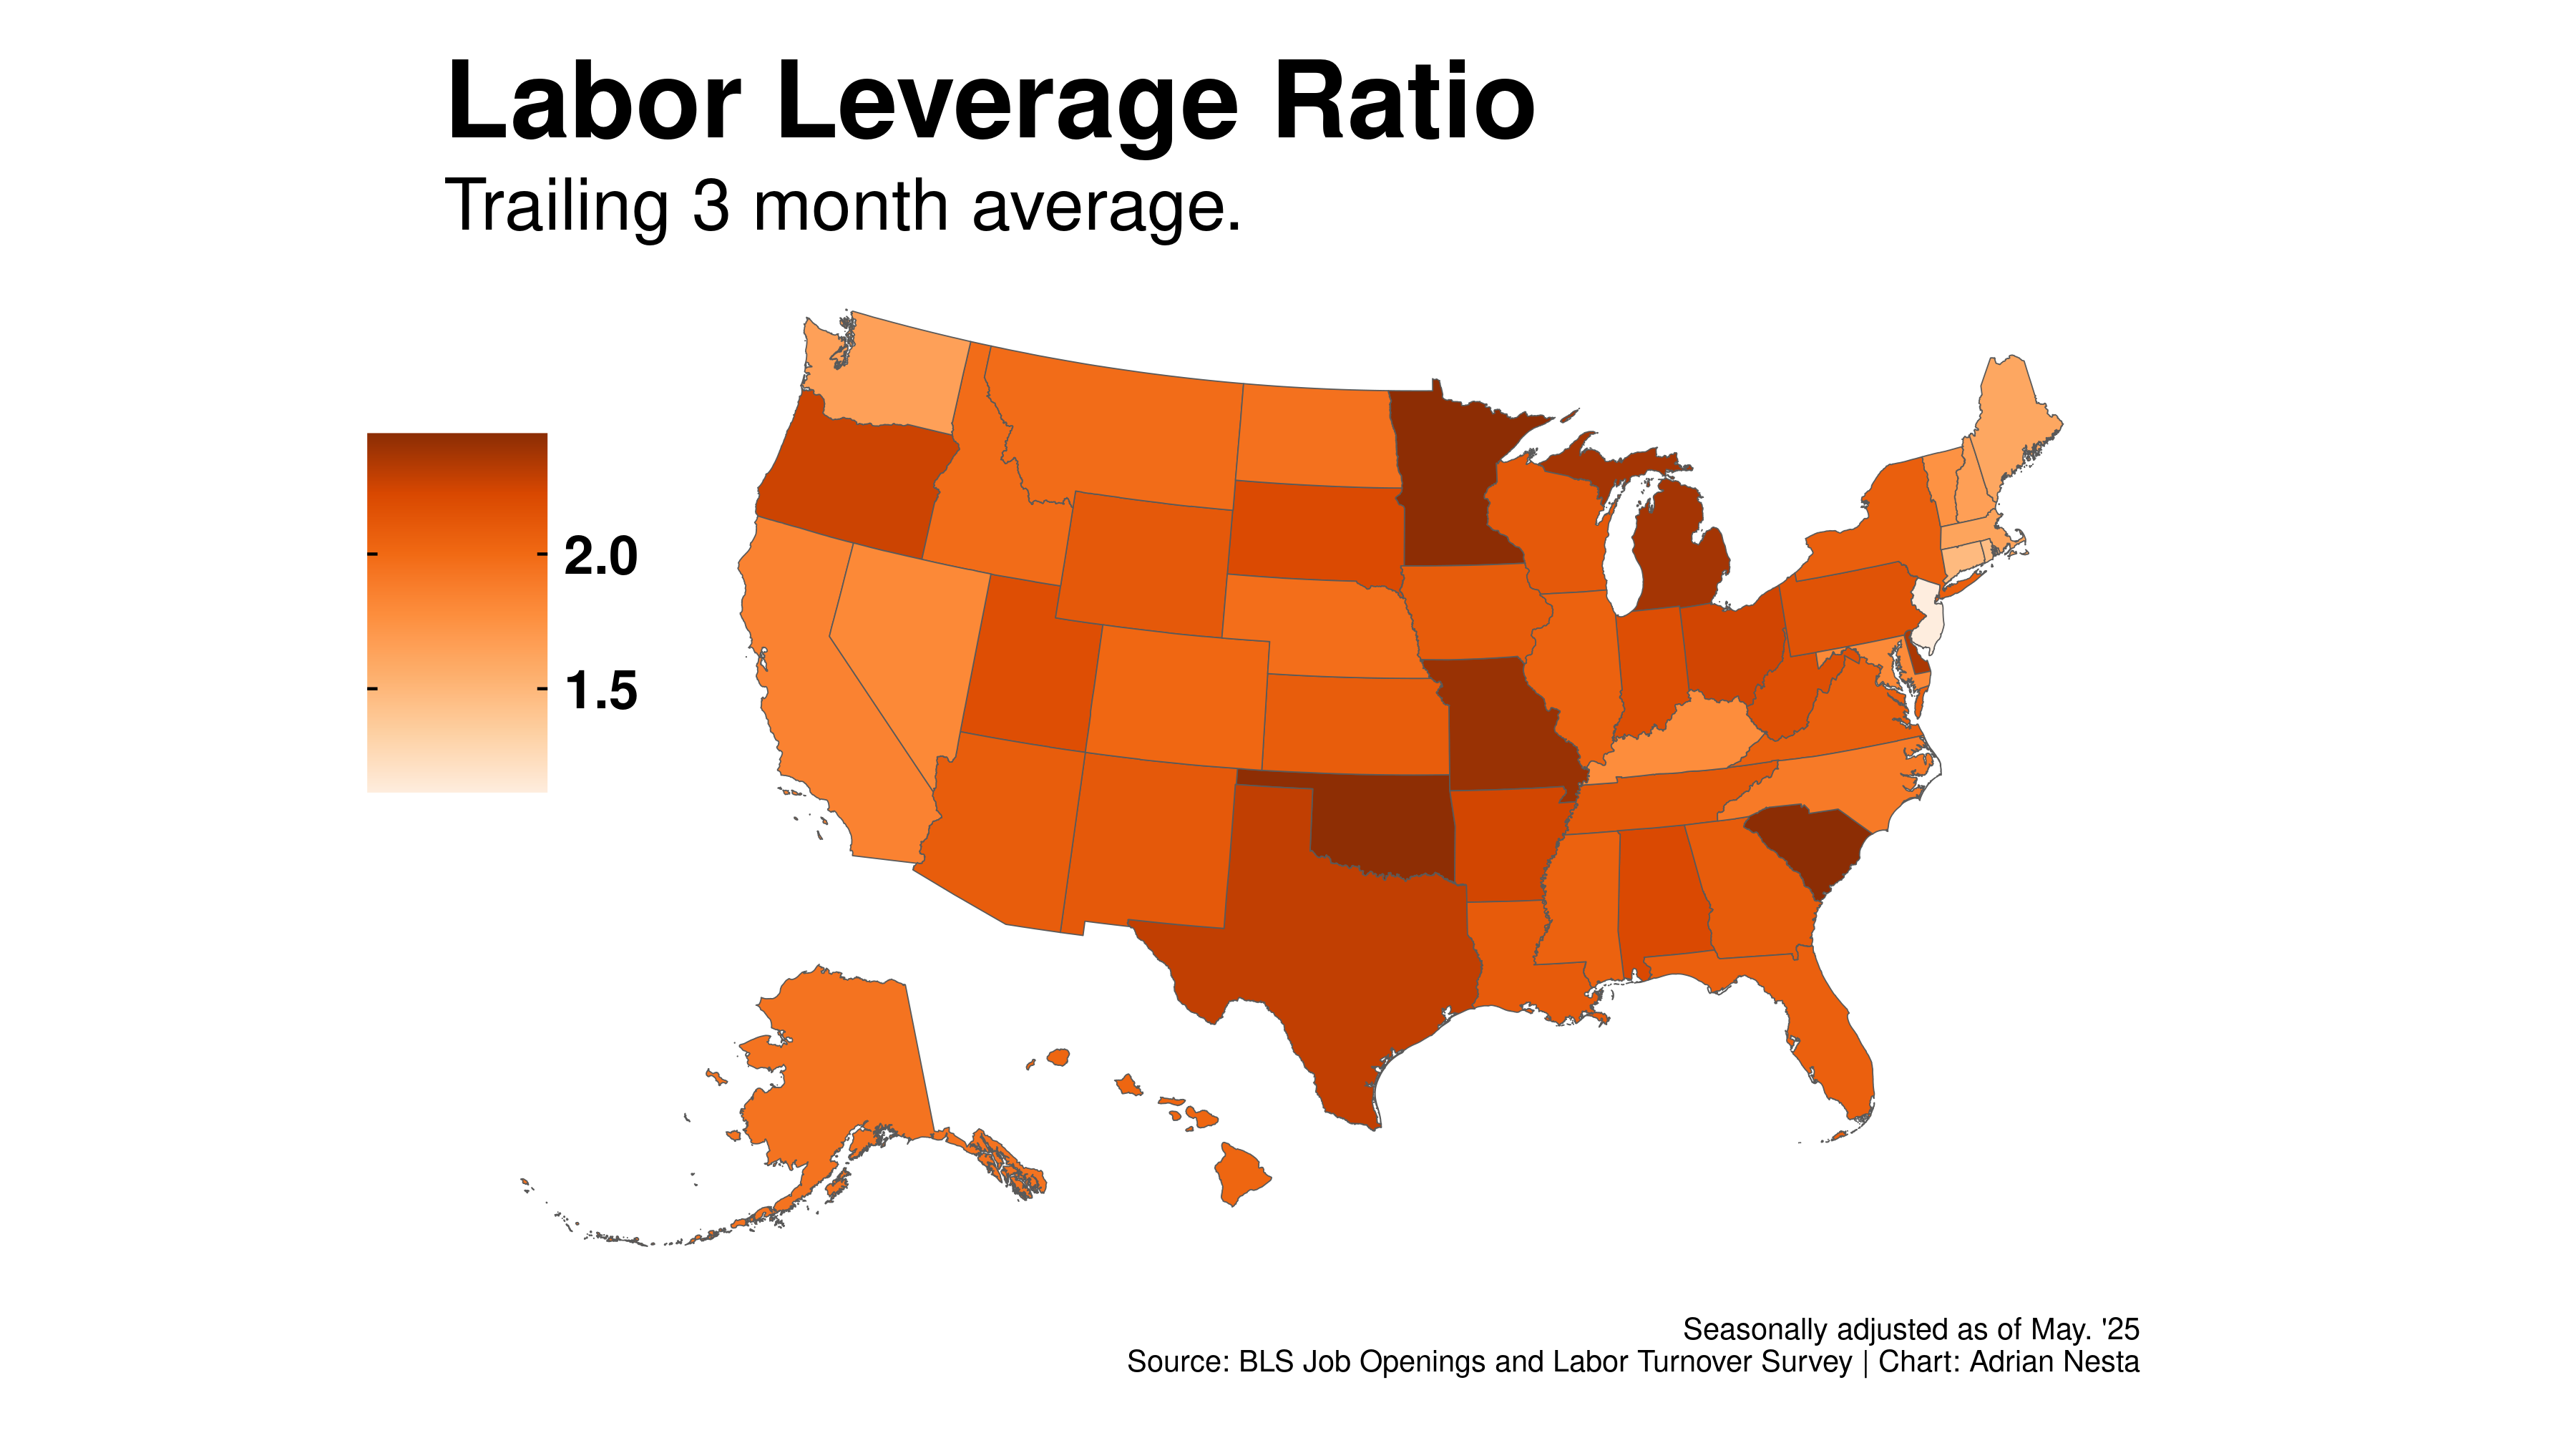 Labor Leverage Ratio
Trailing 3 month average.
2.0
1.5
Seasonally adjusted as of May. '25
Source: BLS Job Openings and Labor Turnover Survey | Chart: Adrian Nesta